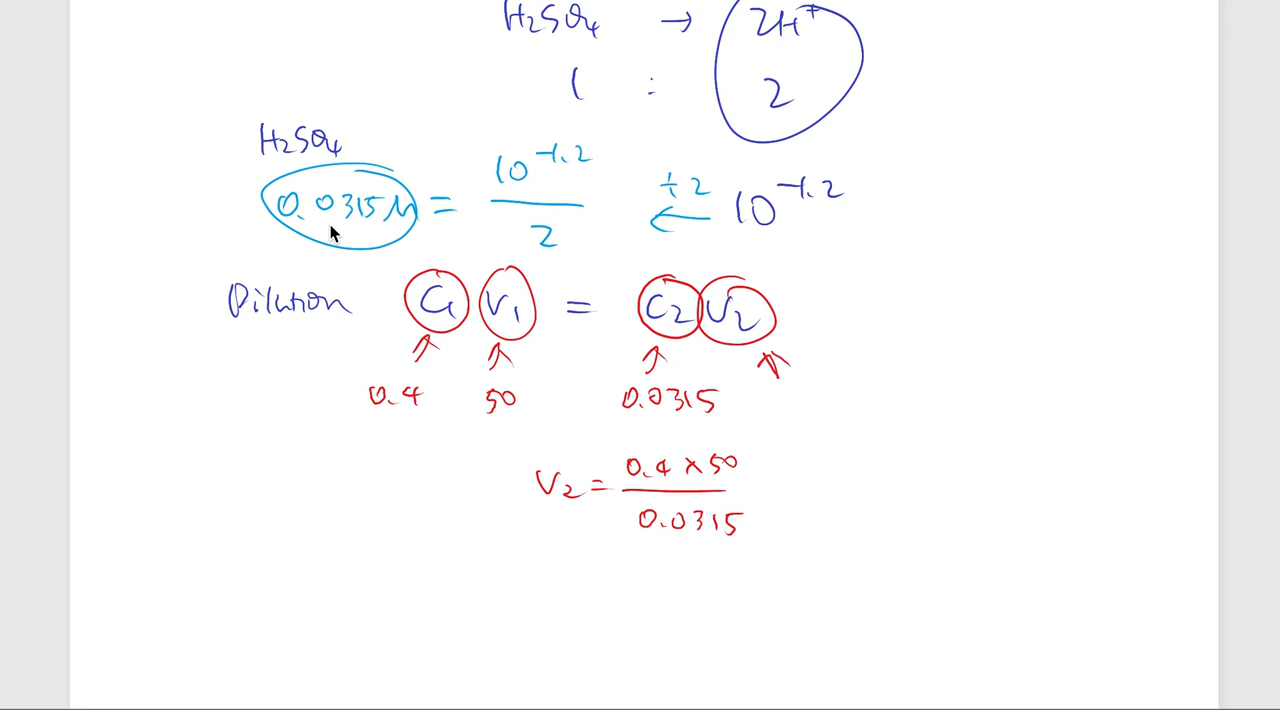 H₂SO₄ → 2H⁺
1 : 2
H₂SO₄
0.0315M = 10^-1.2 / 2 ÷2 ← 10^-1.2
Dilution C₁ V₁ = C₂ V₂
0.4 50 0.0315
V₂ = 0.4 × 50 / 0.0315